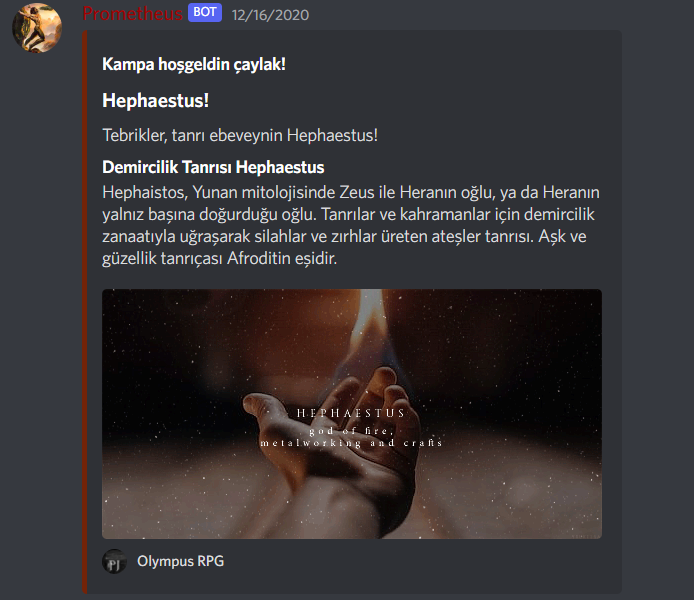 Prometheus BOT 12/16/2020
Kampa hoşgeldin çaylak!
Hephaestus!
Tebrikler, tanrı ebeveynin Hephaestus!
Demircilik Tanrısı Hephaestus
Hephaistos, Yunan mitolojisinde Zeus ile Heranın oğlu, ya da Heranın
yalnız başına doğurduğu oğlu. Tanrılar ve kahramanlar için demircilik
zanaatıyla uğraşarak silahlar ve zırhlar üreten ateşler tanrısı. Aşk ve
güzellik tanrıçası Afroditin eşidir.
HEPHAESTUS
god of fire,
metalworking and crafts
PJ
Olympus RPG